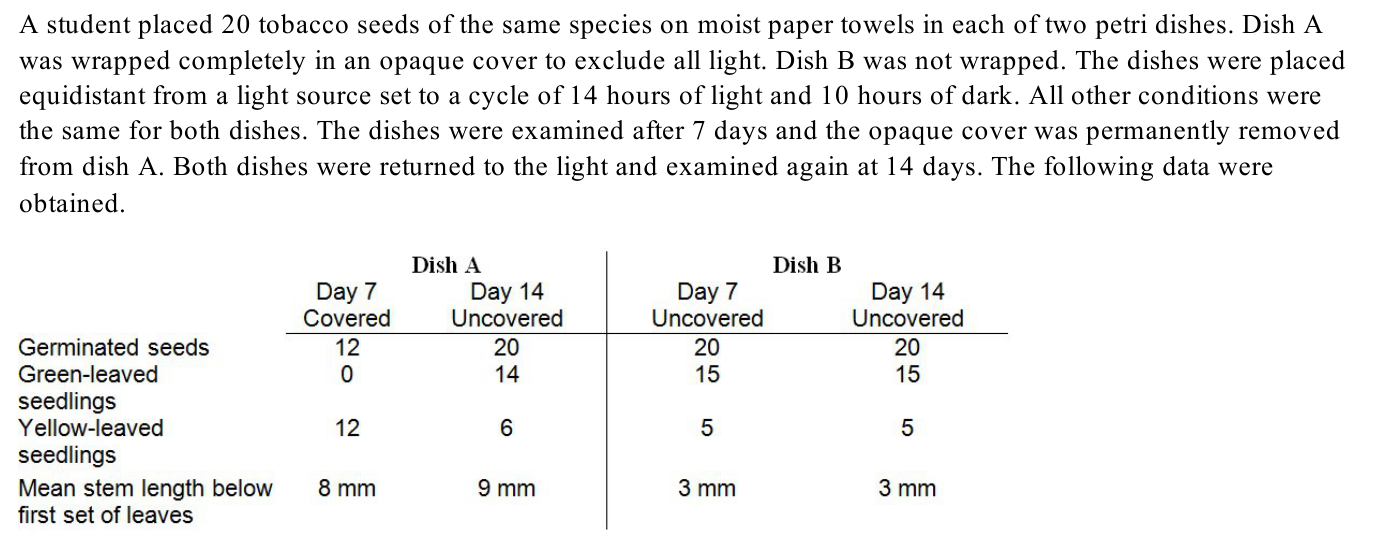 A student placed 20 tobacco seeds of the same species on moist paper towels in each of two petri dishes. Dish A
was wrapped completely in an opaque cover to exclude all light. Dish B was not wrapped. The dishes were placed
equidistant from a light source set to a cycle of 14 hours of light and 10 hours of dark. All other conditions were
the same for both dishes. The dishes were examined after 7 days and the opaque cover was permanently removed
from dish A. Both dishes were returned to the light and examined again at 14 days. The following data were
obtained.
Dish A Dish B
Day 7 Day 14 Day 7 Day 14
Covered Uncovered Uncovered Uncovered
Germinated seeds 12 20 20 20
Green-leaved 0 14 15 15
seedlings
Yellow-leaved 12 6 5 5
seedlings
Mean stem length below 8 mm 9 mm 3 mm 3 mm
first set of leaves